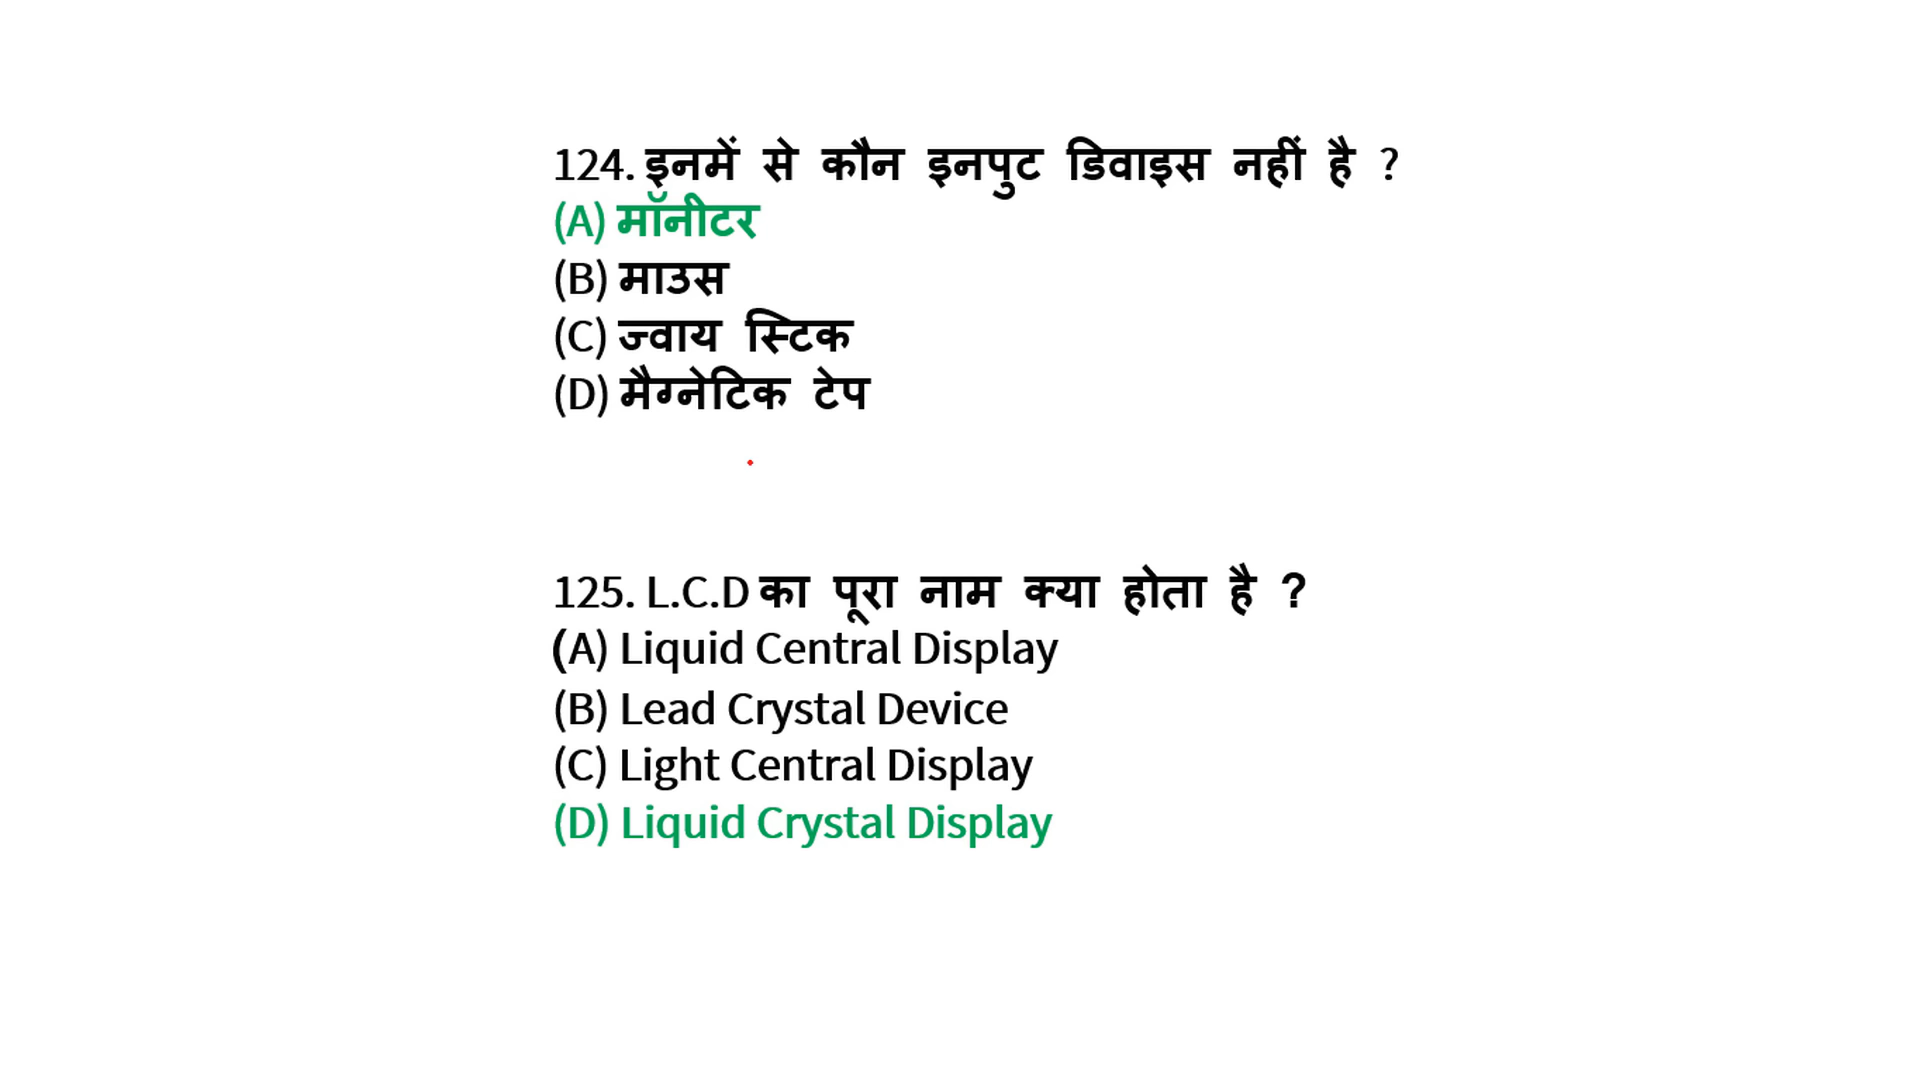 124. इनमें से कौन इनपुट डिवाइस नहीं है ?
(A) मॉनीटर
(B) माउस
(C) ज्वाय स्टिक
(D) मैग्नेटिक टेप
125. L.C.D का पूरा नाम क्या होता है ?
(A) Liquid Central Display
(B) Lead Crystal Device
(C) Light Central Display
(D) Liquid Crystal Display